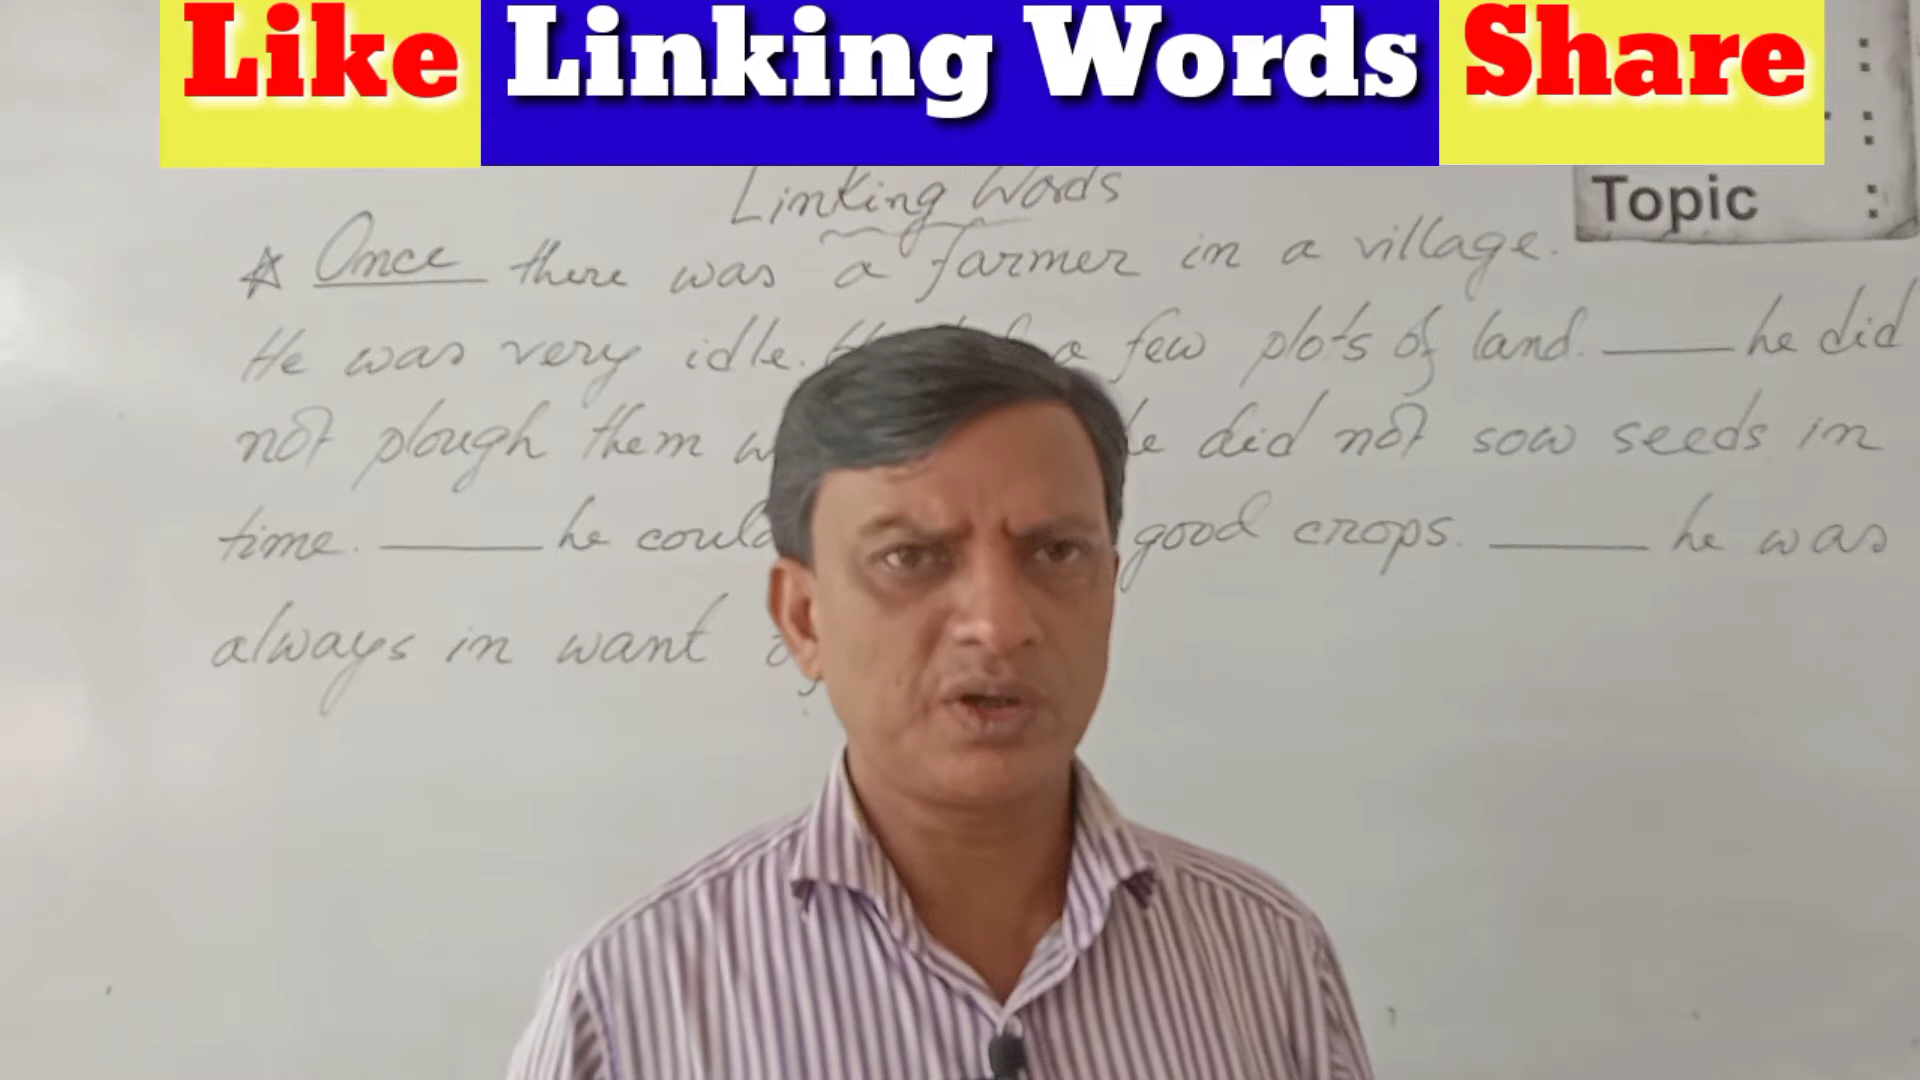 Like Linking Words Share
Topic :
Linking Words
Once there was a farmer in a village.
He was very idle. a few plots of land. ____ he did
not plough them did not sow seeds in
time. ____ he could good crops. ____ he was
always in want